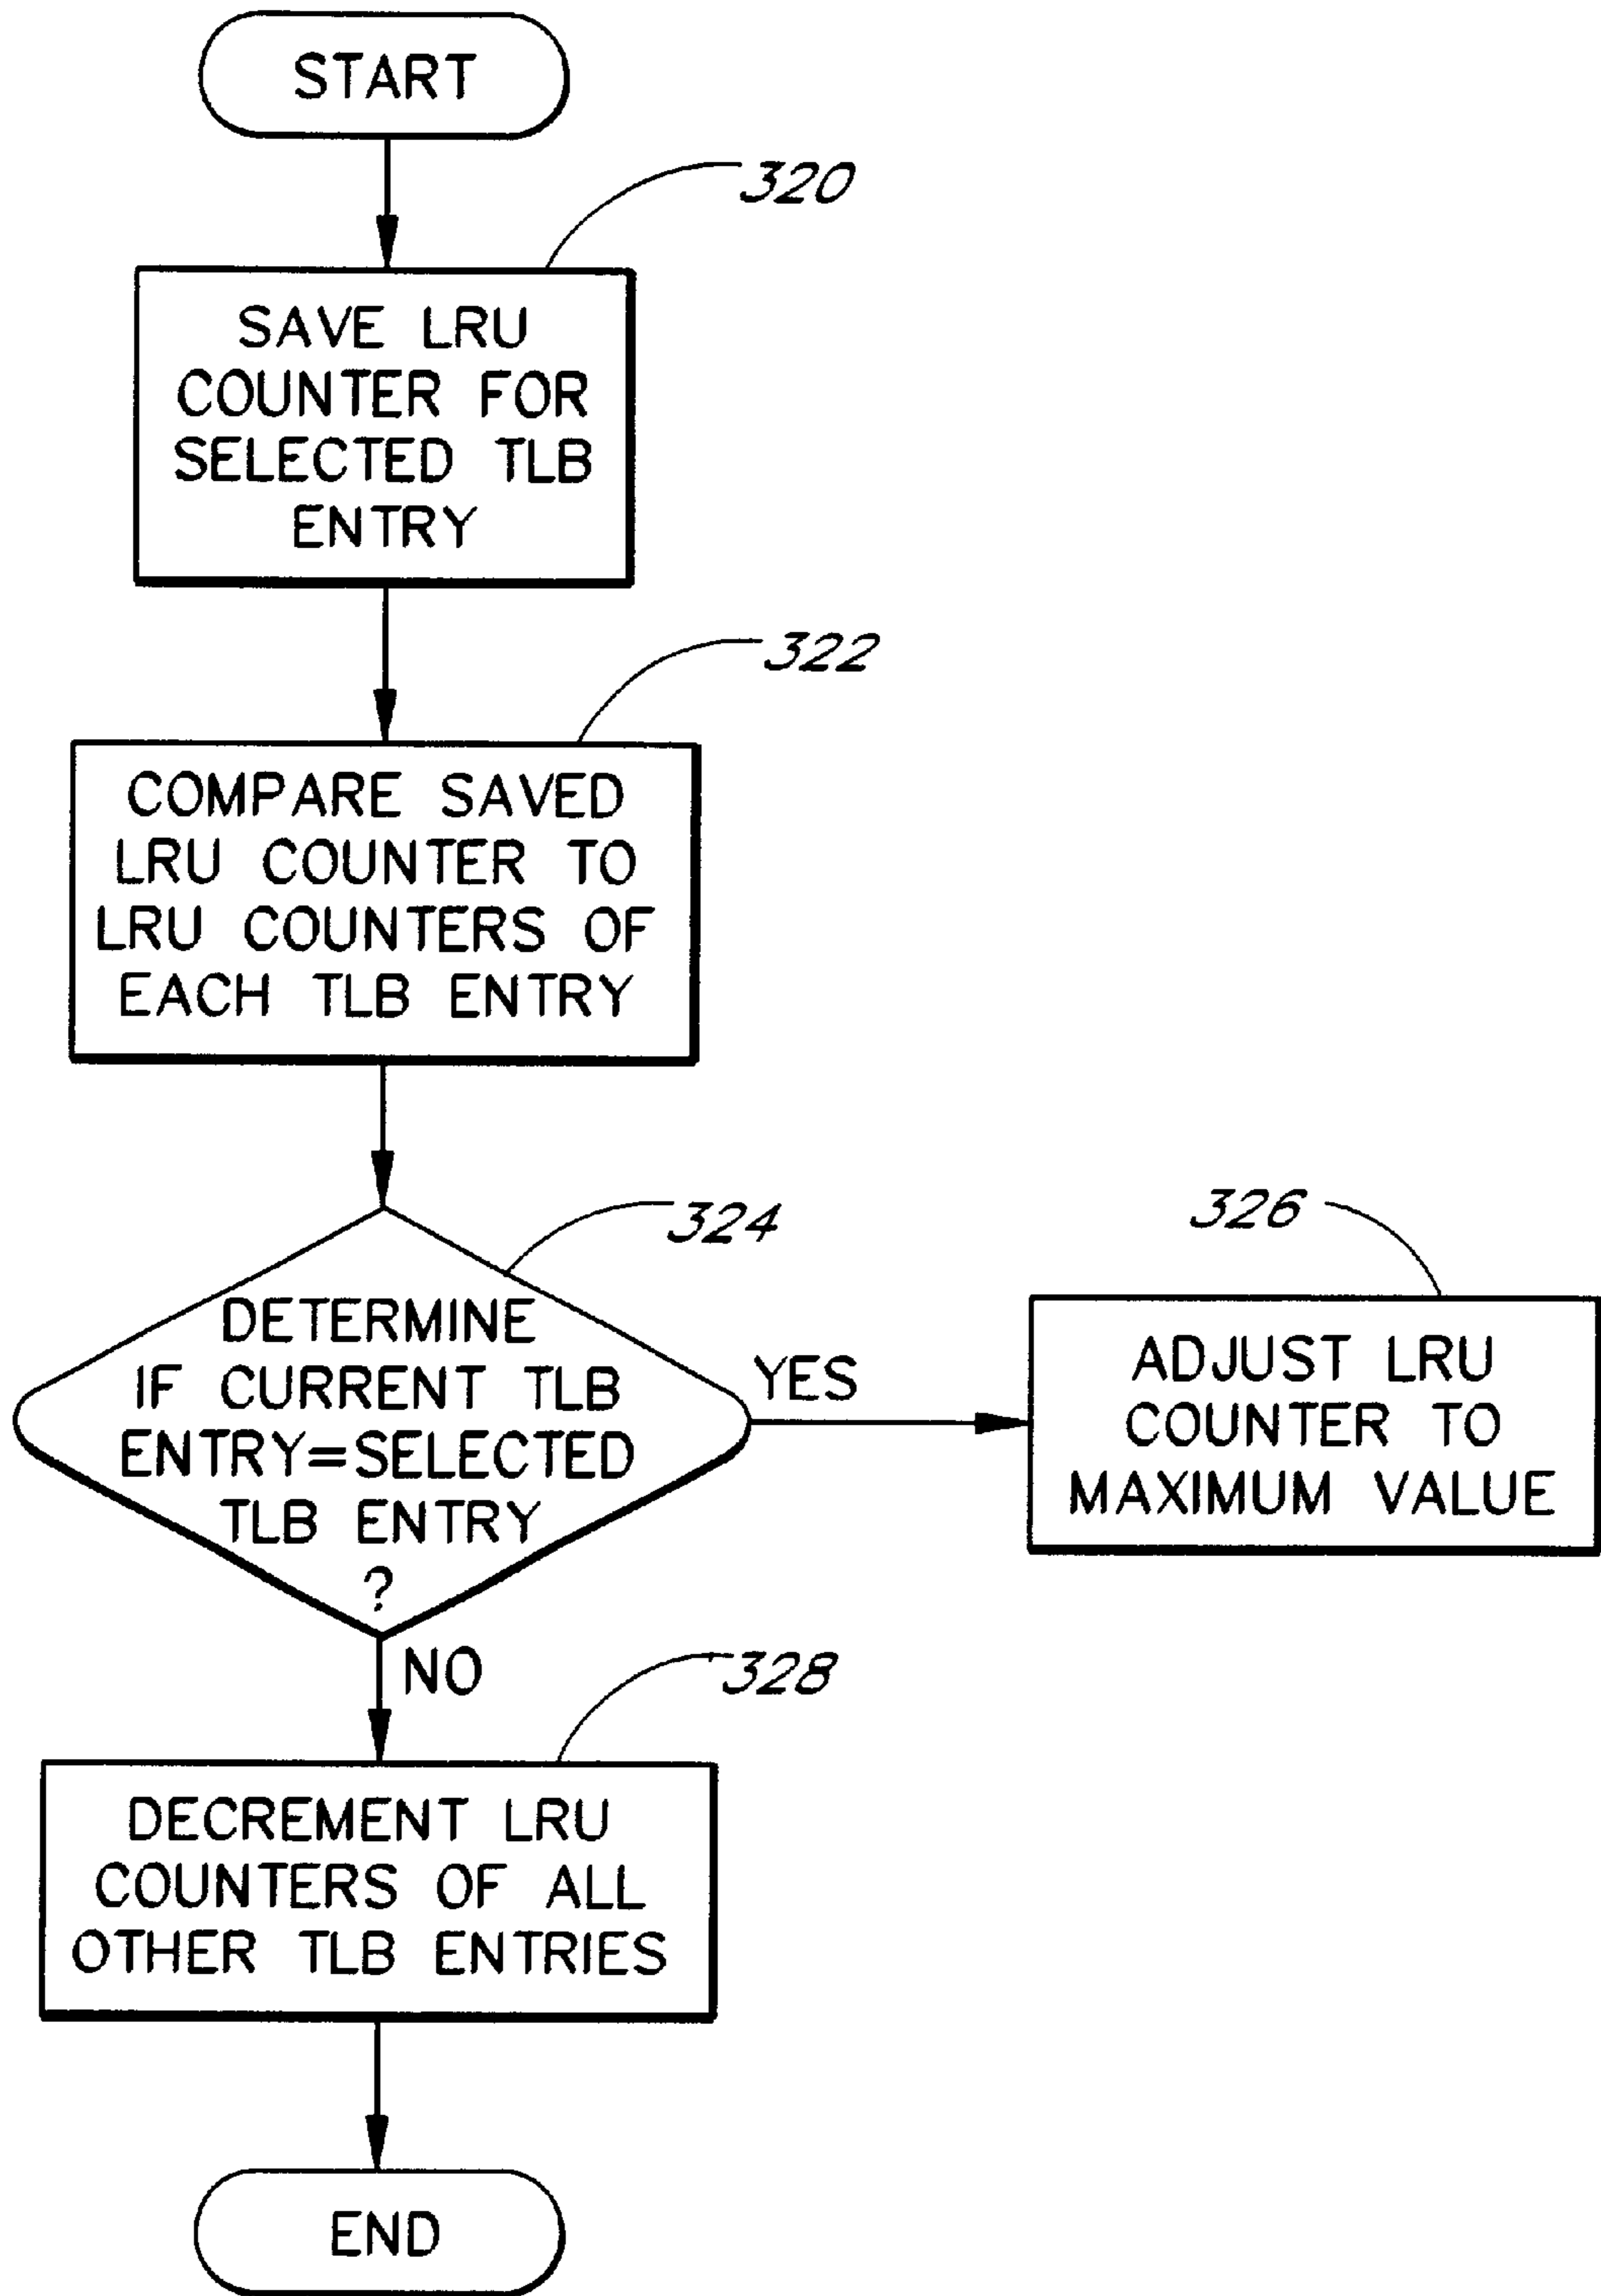 START
320
SAVE LRU
COUNTER FOR
SELECTED TLB
ENTRY
322
COMPARE SAVED
LRU COUNTER TO
LRU COUNTERS OF
EACH TLB ENTRY
324
DETERMINE
IF CURRENT TLB
ENTRY=SELECTED
TLB ENTRY
?
YES
326
ADJUST LRU
COUNTER TO
MAXIMUM VALUE
NO
328
DECREMENT LRU
COUNTERS OF ALL
OTHER TLB ENTRIES
END